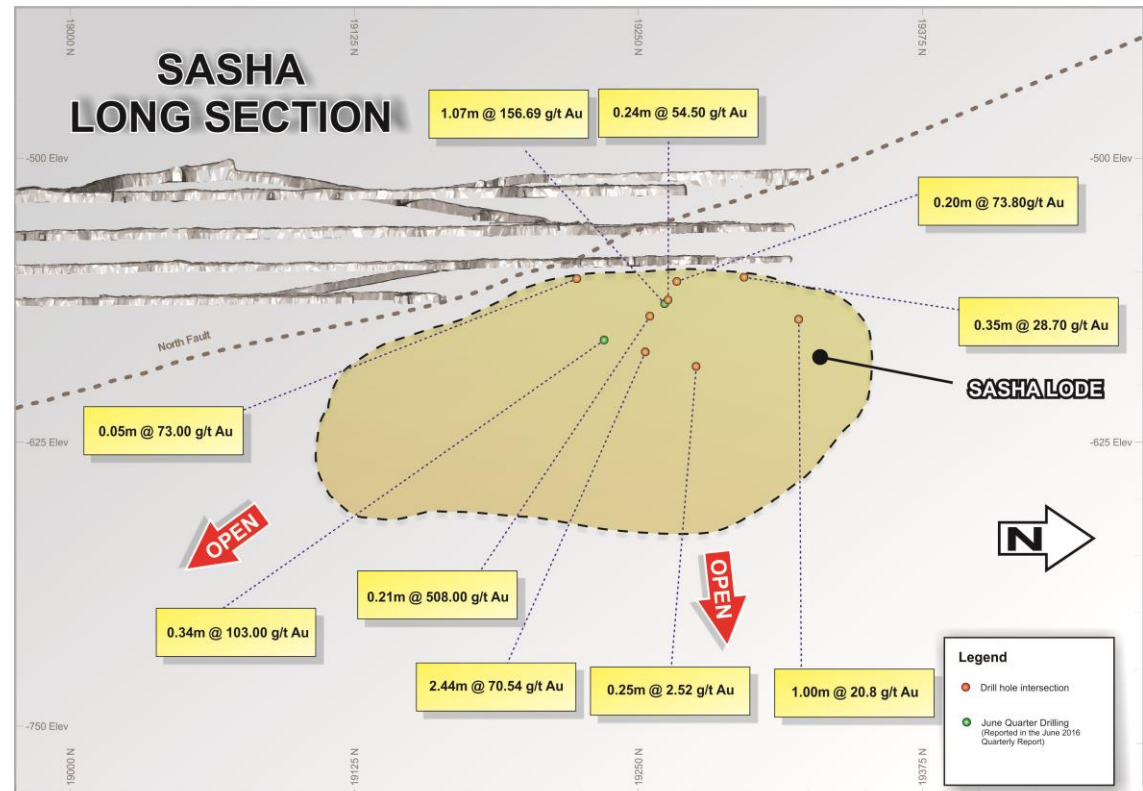 19000 N
19125 N
19250 N
19375 N
SASHA
LONG SECTION
1.07m @ 156.69 g/t Au
0.24m @ 54.50 g/t Au
-500 Elev
-500 Elev
0.20m @ 73.80g/t Au
0.35m @ 28.70 g/t Au
North Fault
SASHA LODE
0.05m @ 73.00 g/t Au
-625 Elev
-625 Elev
OPEN
OPEN
N
0.21m @ 508.00 g/t Au
0.34m @ 103.00 g/t Au
2.44m @ 70.54 g/t Au
0.25m @ 2.52 g/t Au
1.00m @ 20.8 g/t Au
Legend
Drill hole intersection
June Quarter Drilling
(Reported in the June 2016
Quarterly Report)
-750 Elev
19000 N
19125 N
19250 N
19375 N